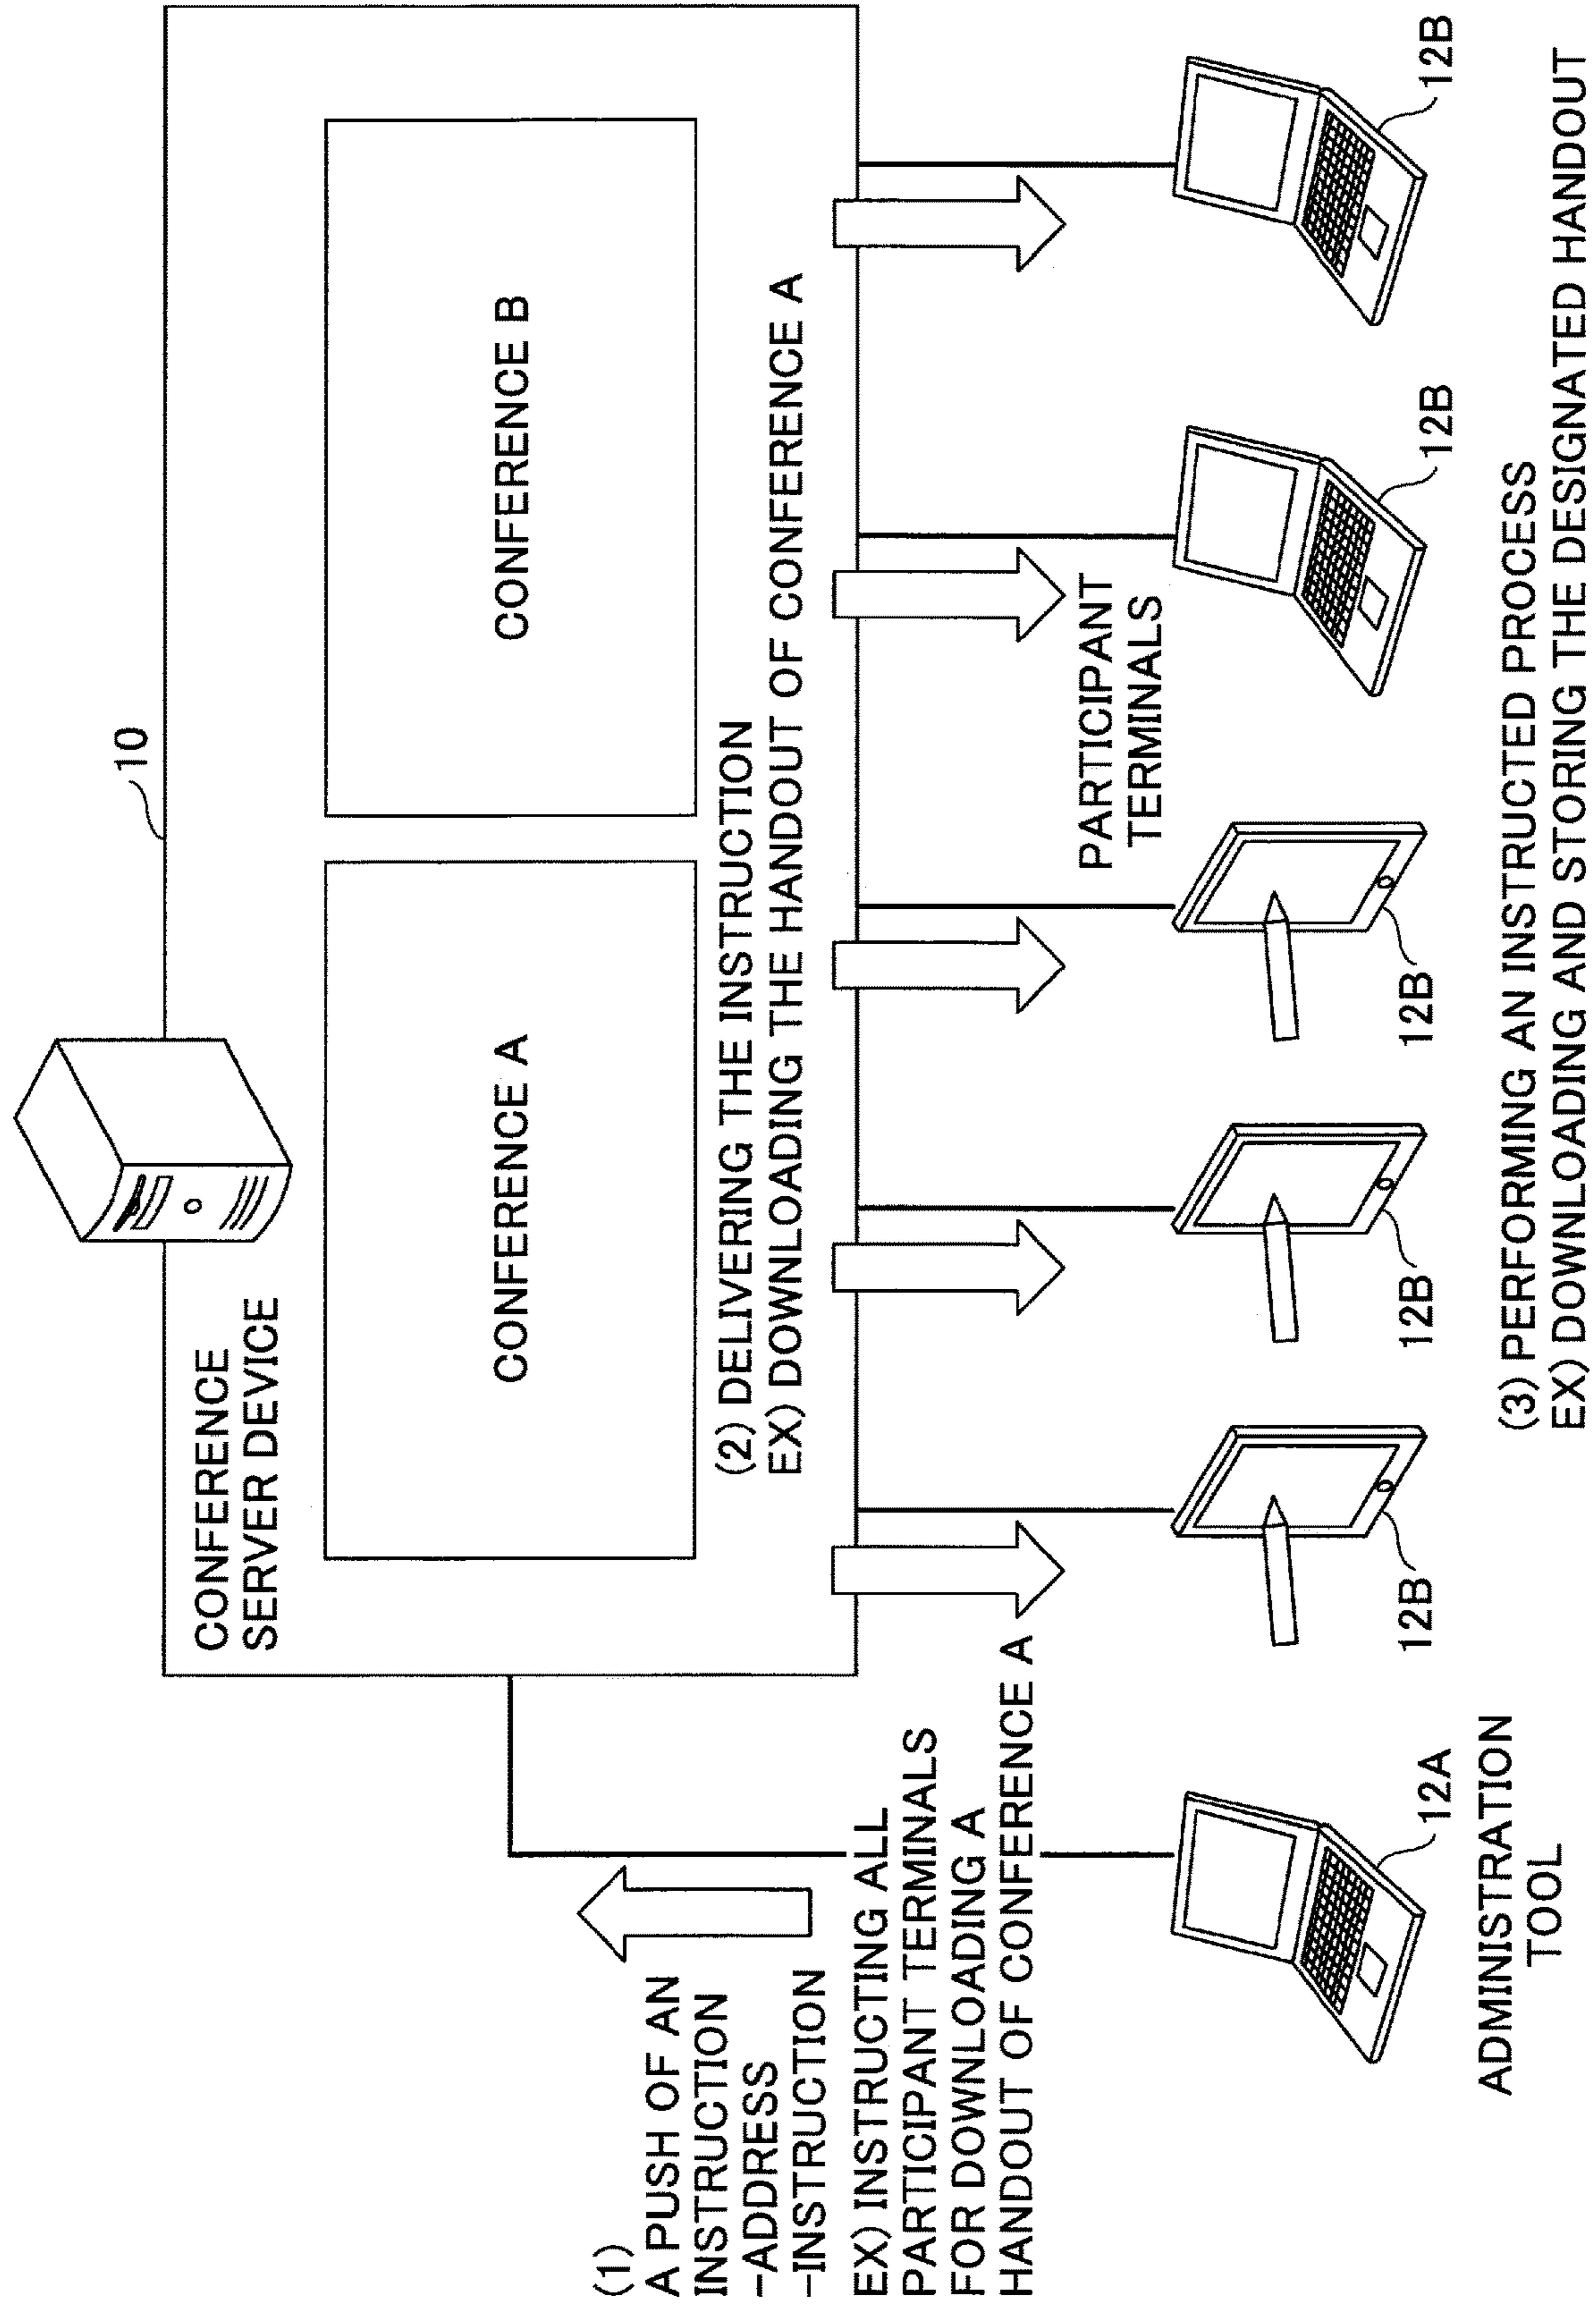 10
CONFERENCE
SERVER DEVICE
CONFERENCE A
CONFERENCE B
(1)
A PUSH OF AN
INSTRUCTION
-ADDRESS
-INSTRUCTION
EX) INSTRUCTING ALL
PARTICIPANT TERMINALS
FOR DOWNLOADING A
HANDOUT OF CONFERENCE A
(2) DELIVERING THE INSTRUCTION
EX) DOWNLOADING THE HANDOUT OF CONFERENCE A
PARTICIPANT
TERMINALS
12A
12B
12B
12B
12B
12B
ADMINISTRATION
TOOL
(3) PERFORMING AN INSTRUCTED PROCESS
EX) DOWNLOADING AND STORING THE DESIGNATED HANDOUT